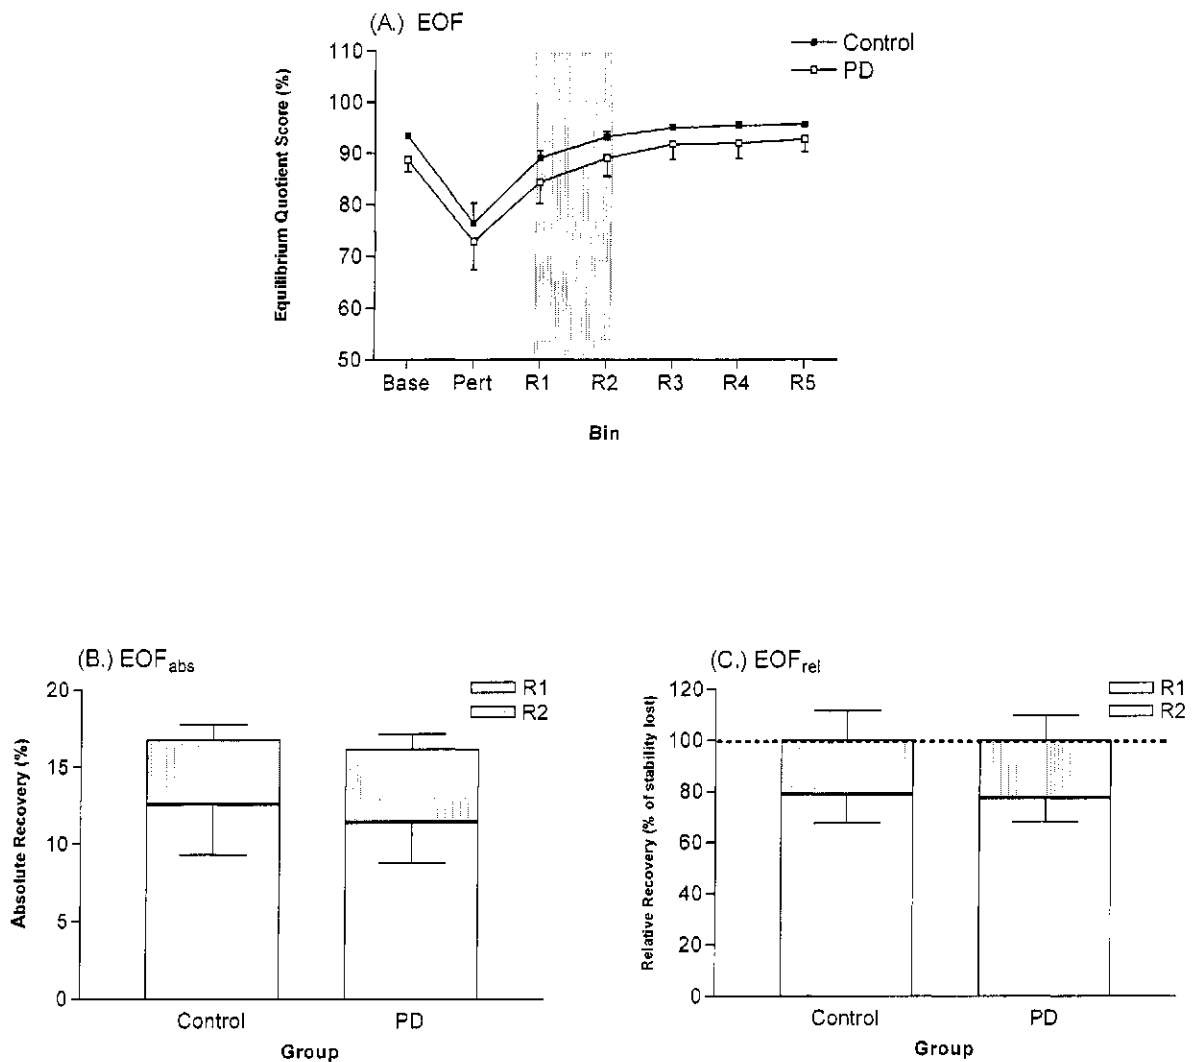 (A.) EOF
Control
PD
Equilibrium Quotient Score (%)
110
100
90
80
70
60
50
Base Pert R1 R2 R3 R4 R5
Bin
(B.) EOFabs
R1
R2
Absolute Recovery (%)
20
15
10
5
0
Control PD
Group
(C.) EOFrel
R1
R2
Relative Recovery (% of stability lost)
120
100
80
60
40
20
0
Control PD
Group